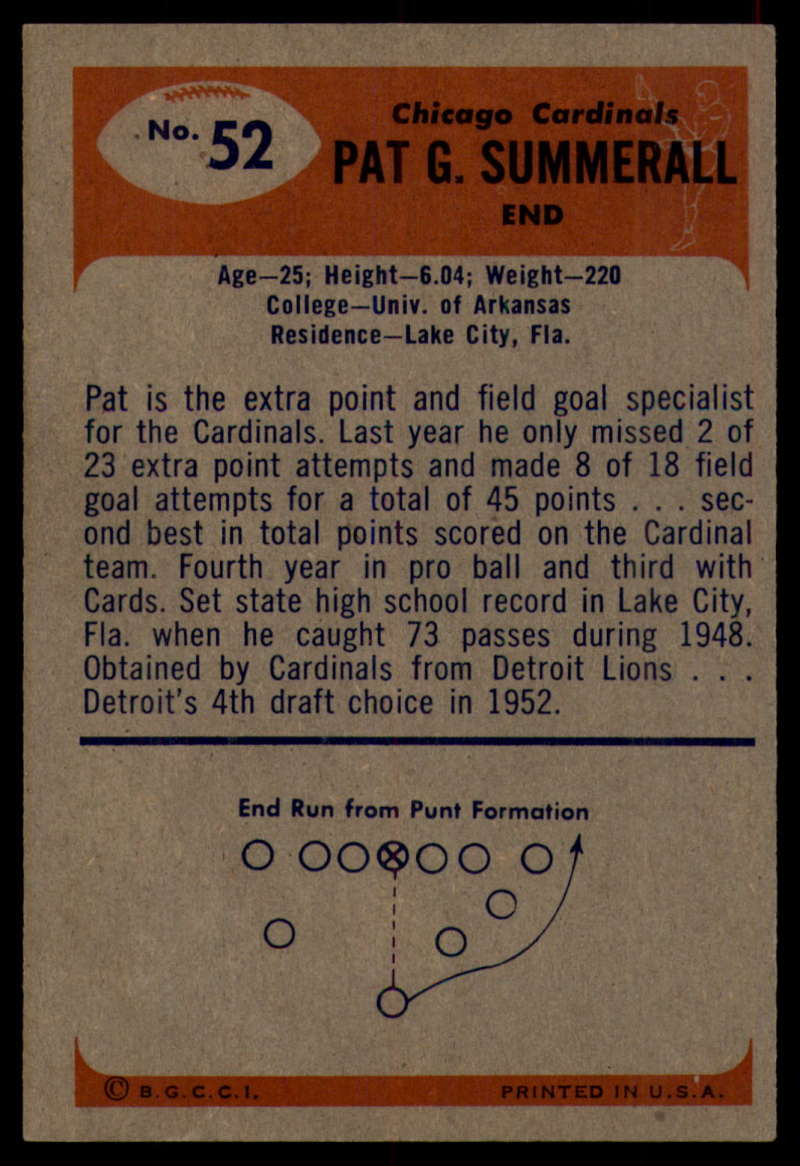 No. 52
Chicago Cardinals
PAT G. SUMMERALL
END
Age—25; Height—6.04; Weight—220
College—Univ. of Arkansas
Residence—Lake City, Fla.
Pat is the extra point and field goal specialist
for the Cardinals. Last year he only missed 2 of
23 extra point attempts and made 8 of 18 field
goal attempts for a total of 45 points . . . sec-
ond best in total points scored on the Cardinal
team. Fourth year in pro ball and third with
Cards. Set state high school record in Lake City,
Fla. when he caught 73 passes during 1948.
Obtained by Cardinals from Detroit Lions . . .
Detroit's 4th draft choice in 1952.
End Run from Punt Formation
© B.G.C.C.I. PRINTED IN U.S.A.